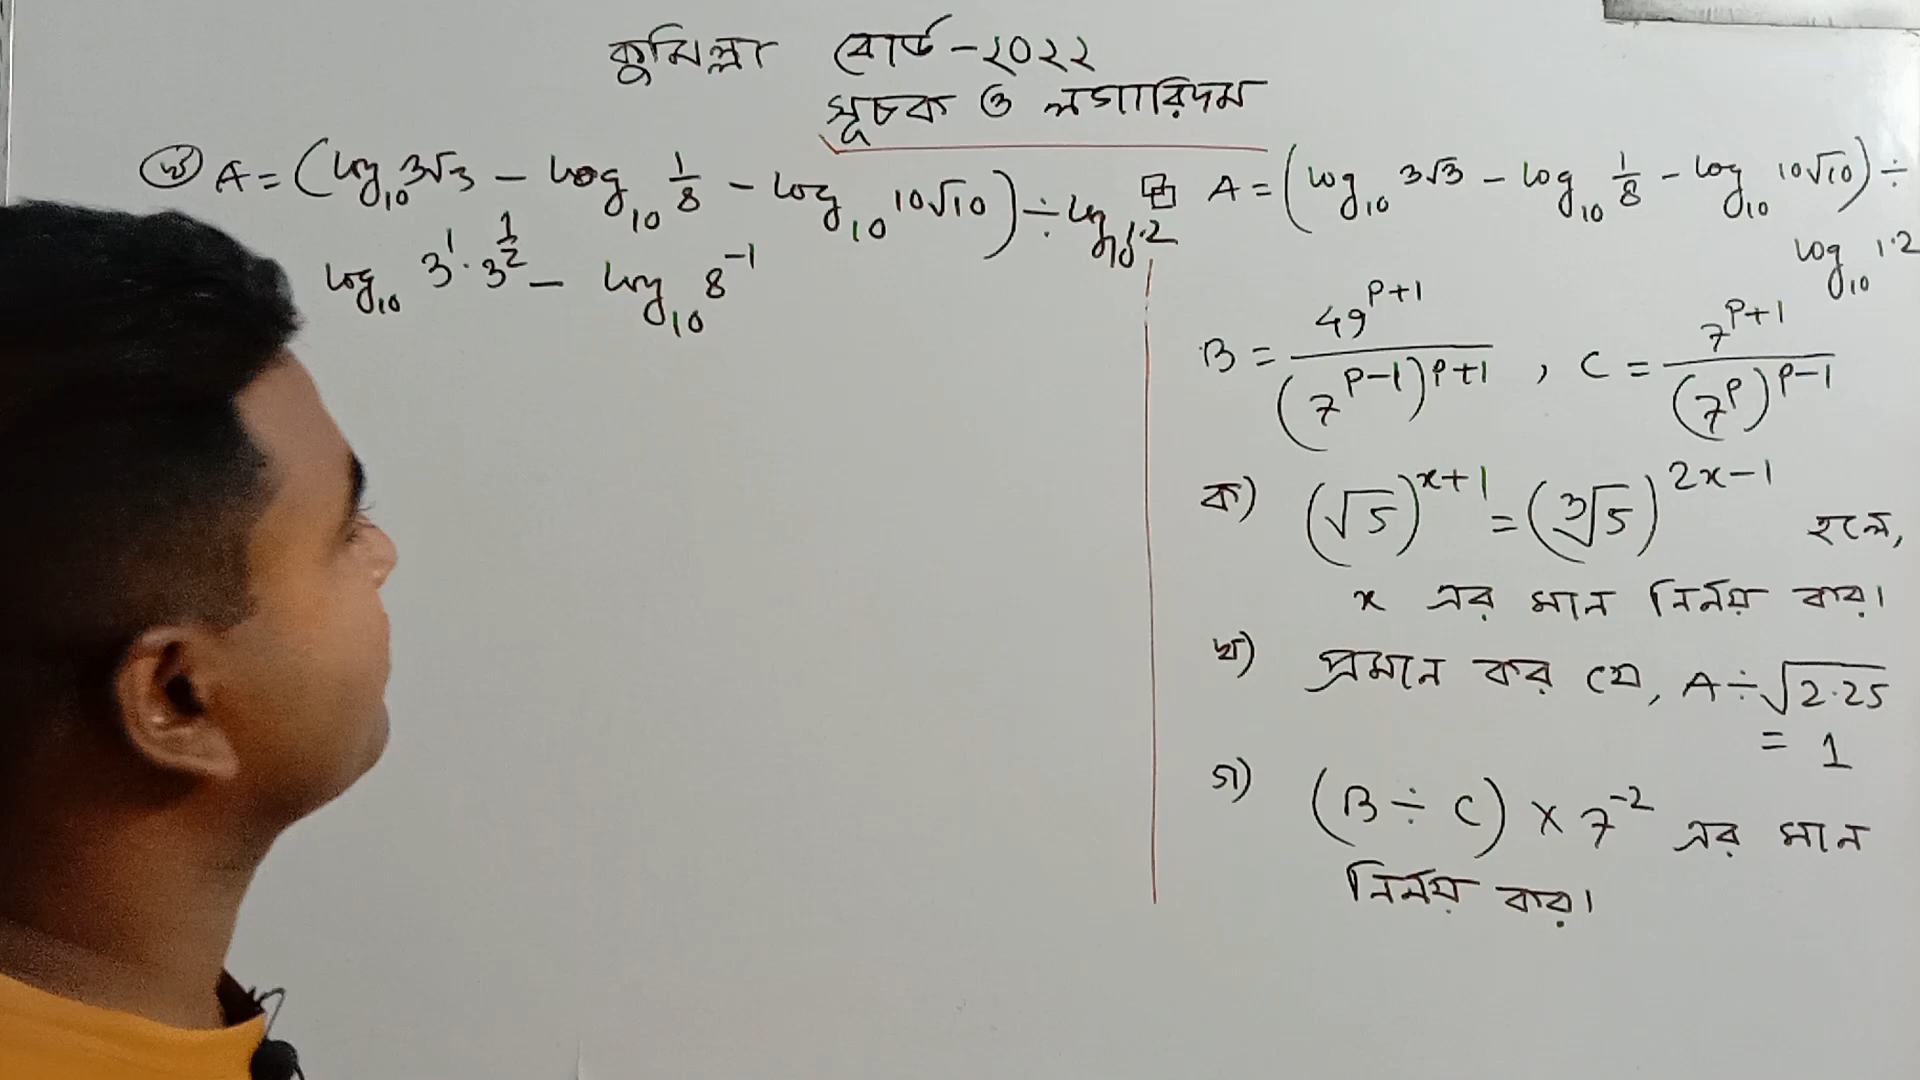 কুমিল্লা বোর্ড-২০২২
সূচক ও লগারিদম
খ) A = (log₁₀ 3√3 - log₁₀ 1/8 - log₁₀ 10√10) ÷ log₁₀ 1.2
log₁₀ 3¹·3^(1/2) - log₁₀ 8⁻¹
A = (log₁₀ 3√3 - log₁₀ 1/8 - log₁₀ 10√10) ÷
log₁₀ 1.2
B = 49^(P+1) / (7^(P-1))^(P+1) , C = 7^(P+1) / (7^P)^(P-1)
ক) (√5)^(x+1) = (∛5)^(2x-1) হলে,
x এর মান নির্নয় কর।
খ) প্রমান কর যে, A ÷ √2.25
= 1
গ) (B ÷ C) × 7⁻² এর মান
নির্নয় কর।